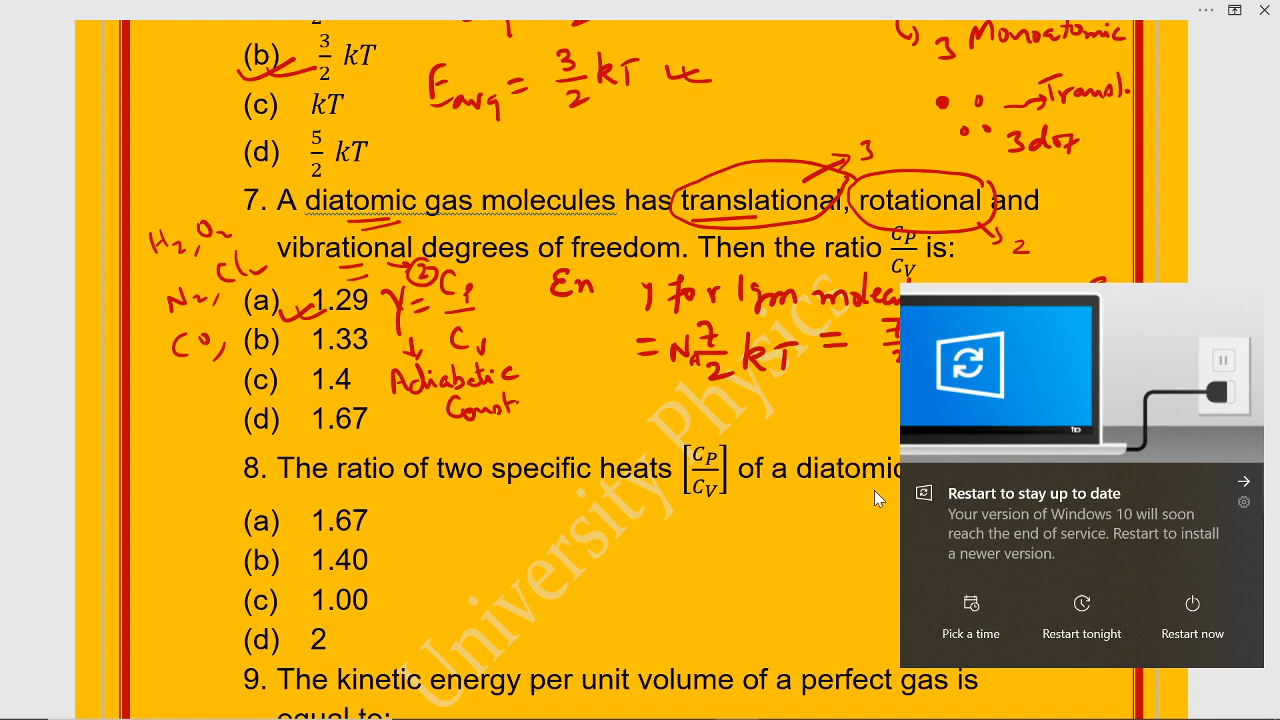 (b) 3/2 kT
Eavg = 3/2 kT
3 Monoatomic
(c) kT
→ Transl.
3 dof
(d) 5/2 kT
3
7. A diatomic gas molecules has translational, rotational and
H2, O2
vibrational degrees of freedom. Then the ratio CP/CV is:
2
Cl2
2
N2,
(a) 1.29
γ = CP/CV
En y for 1gm molecu
CO,
(b) 1.33
= NA 7/2 kT = 7/2
(c) 1.4
Adiabatic
Const
(d) 1.67
8. The ratio of two specific heats [CP/CV] of a diatomic
(a) 1.67
(b) 1.40
(c) 1.00
(d) 2
9. The kinetic energy per unit volume of a perfect gas is
equal to:
University Physics
Restart to stay up to date
Your version of Windows 10 will soon
reach the end of service. Restart to install
a newer version.
Pick a time Restart tonight Restart now